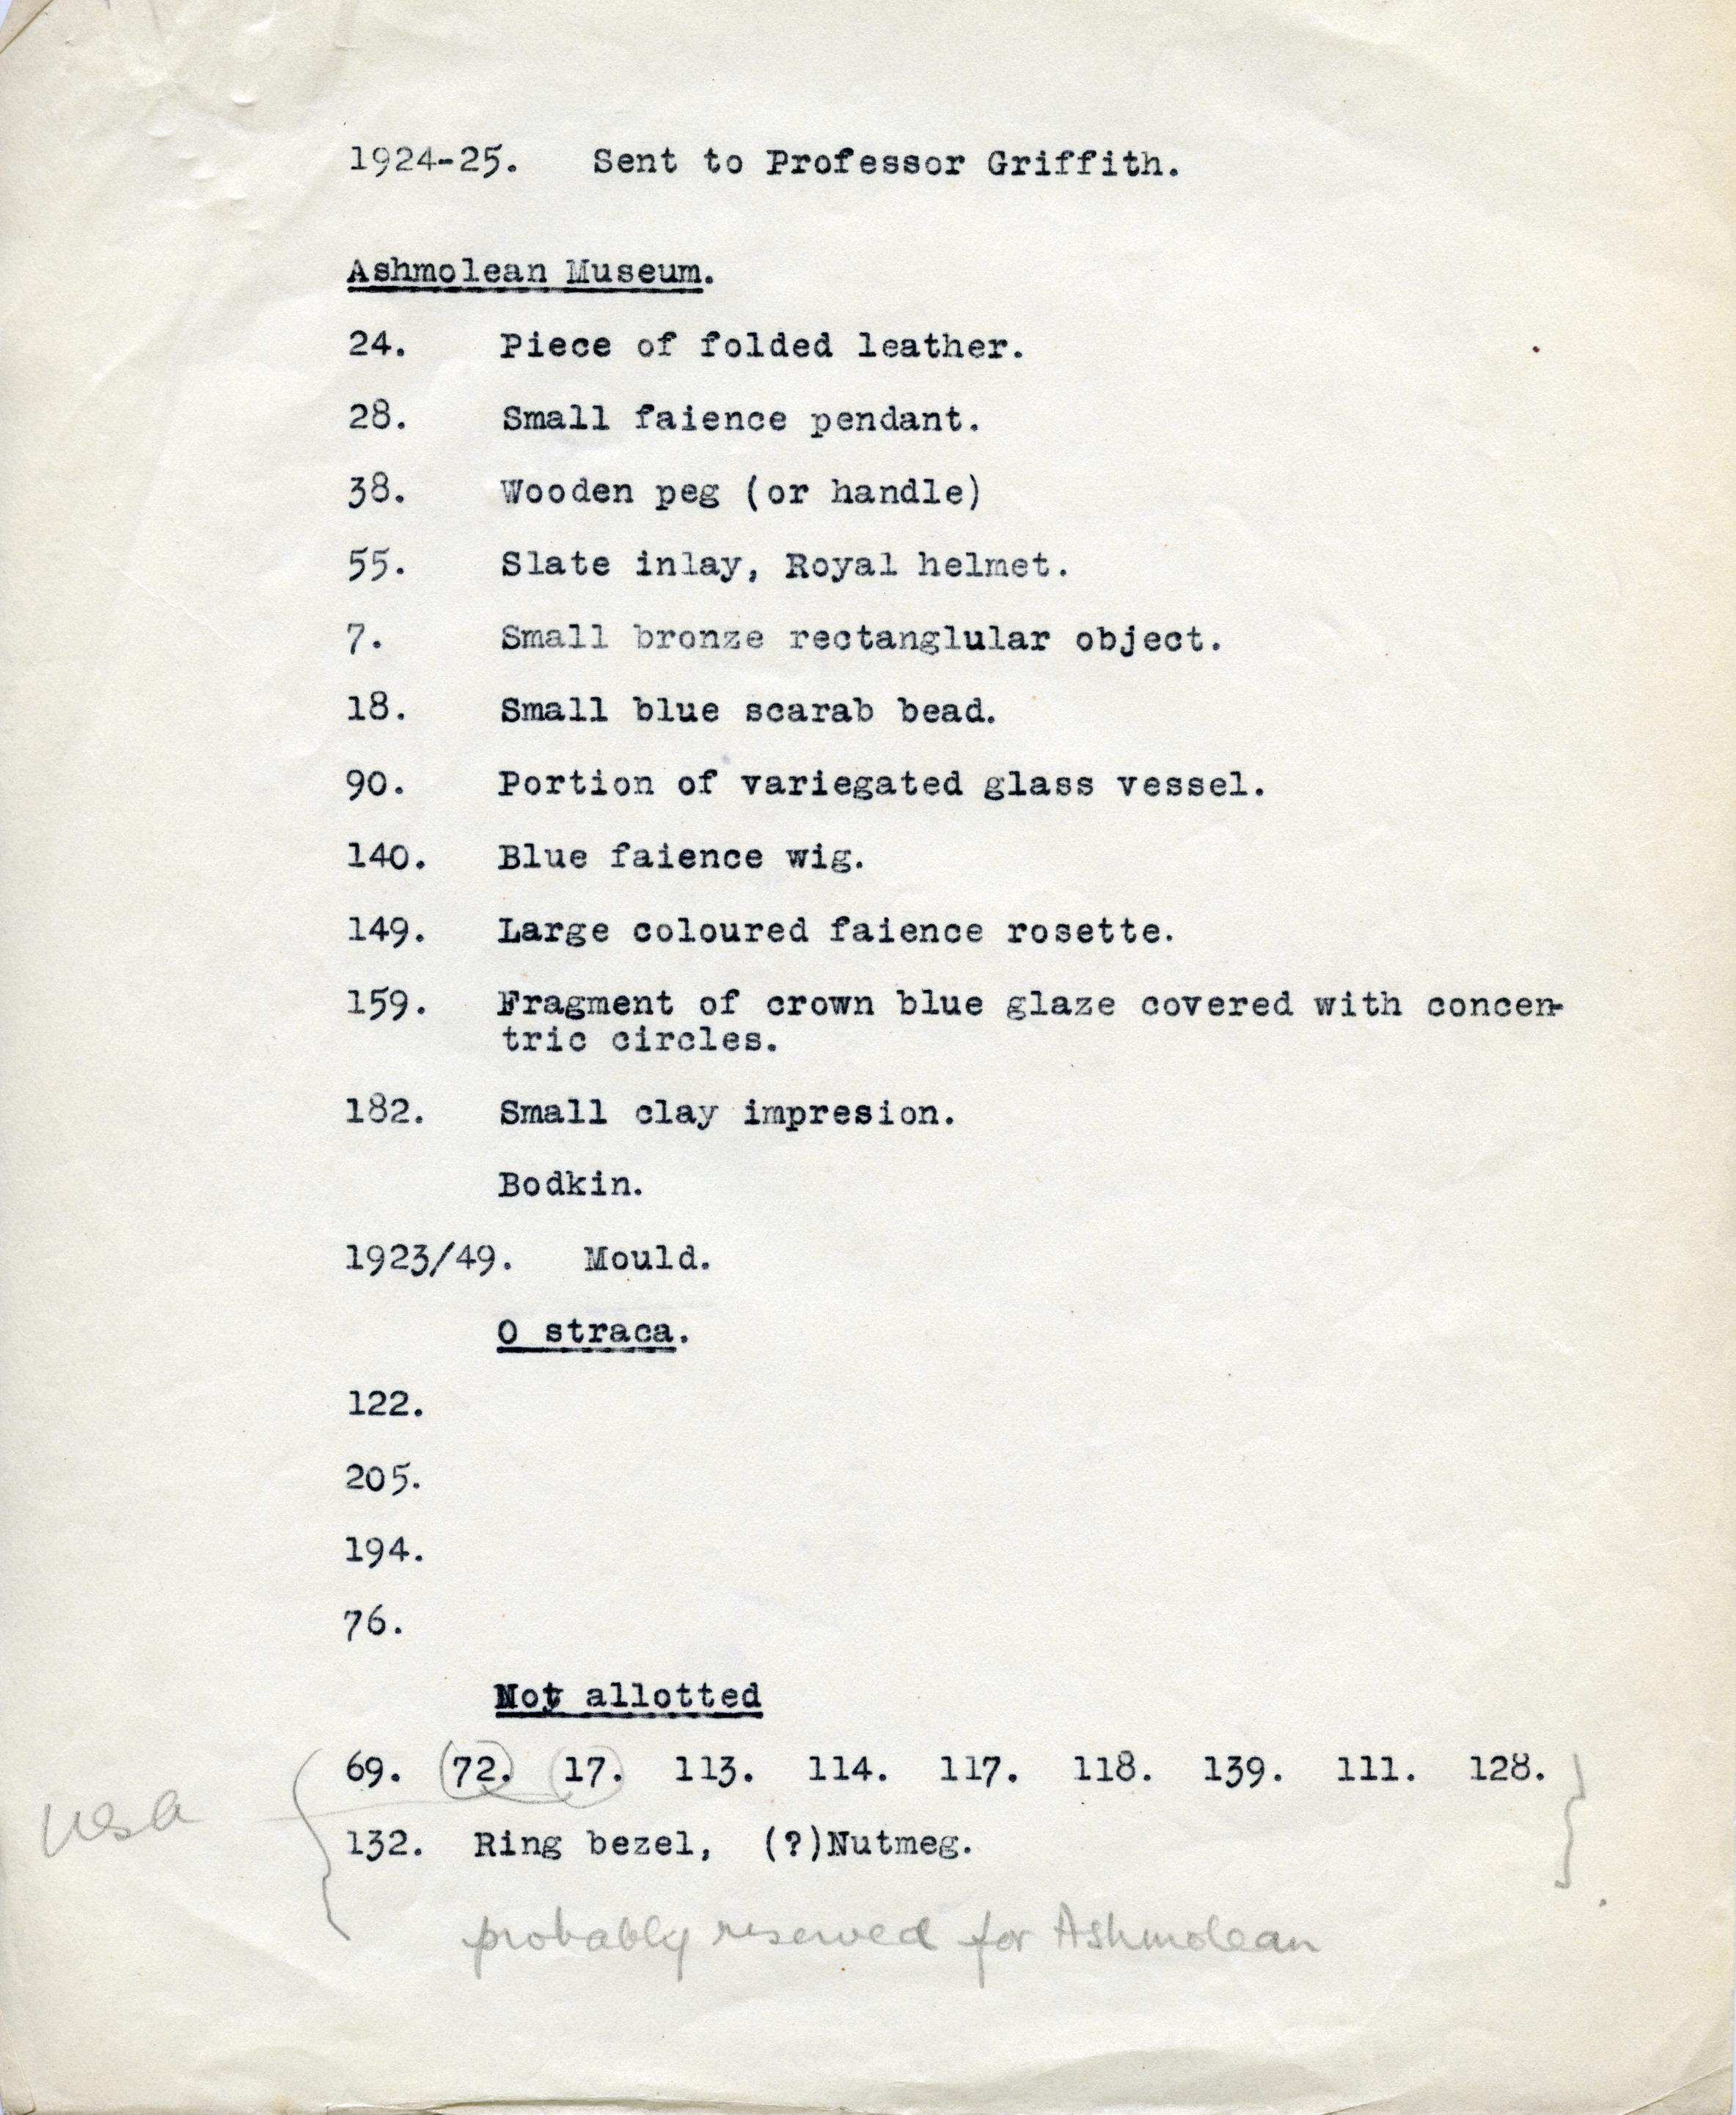 1924-25. Sent to Professor Griffith.
Ashmolean Museum.
24. Piece of folded leather.
28. Small faience pendant.
38. Wooden peg (or handle)
55. Slate inlay, Royal helmet.
7. Small bronze rectanglular object.
18. Small blue scarab bead.
90. Portion of variegated glass vessel.
140. Blue faience wig.
149. Large coloured faience rosette.
159. Fragment of crown blue glaze covered with concen-
tric circles.
182. Small clay impresion.
Bodkin.
1923/49. Mould.
O straca.
122.
205.
194.
76.
Not allotted
69. 72. 17. 113. 114. 117. 118. 139. 111. 128.
132. Ring bezel, (?)Nutmeg.
probably reserved for Ashmolean